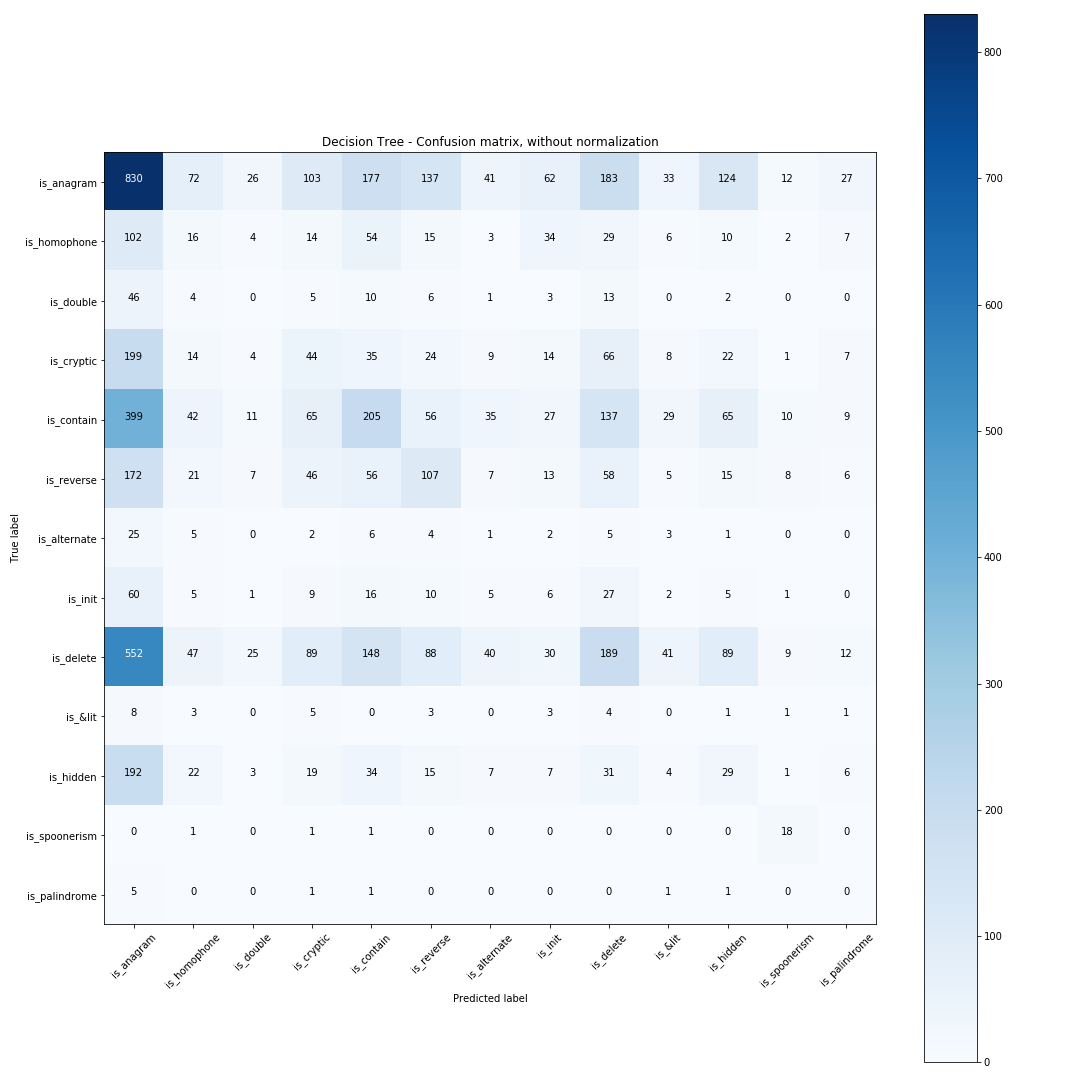 Decision Tree - Confusion matrix, without normalization
is_anagram 830 72 26 103 177 137 41 62 183 33 124 12 27
is_homophone 102 16 4 14 54 15 3 34 29 6 10 2 7
is_double 46 4 0 5 10 6 1 3 13 0 2 0 0
is_cryptic 199 14 4 44 35 24 9 14 66 8 22 1 7
is_contain 399 42 11 65 205 56 35 27 137 29 65 10 9
is_reverse 172 21 7 46 56 107 7 13 58 5 15 8 6
is_alternate 25 5 0 2 6 4 1 2 5 3 1 0 0
is_init 60 5 1 9 16 10 5 6 27 2 5 1 0
is_delete 552 47 25 89 148 88 40 30 189 41 89 9 12
is_&lit 8 3 0 5 0 3 0 3 4 0 1 1 1
is_hidden 192 22 3 19 34 15 7 7 31 4 29 1 6
is_spoonerism 0 1 0 1 1 0 0 0 0 0 0 18 0
is_palindrome 5 0 0 1 1 0 0 0 0 1 1 0 0
True label
is_anagram is_homophone is_double is_cryptic is_contain is_reverse is_alternate is_init is_delete is_&lit is_hidden is_spoonerism is_palindrome
Predicted label
800
700
600
500
400
300
200
100
0